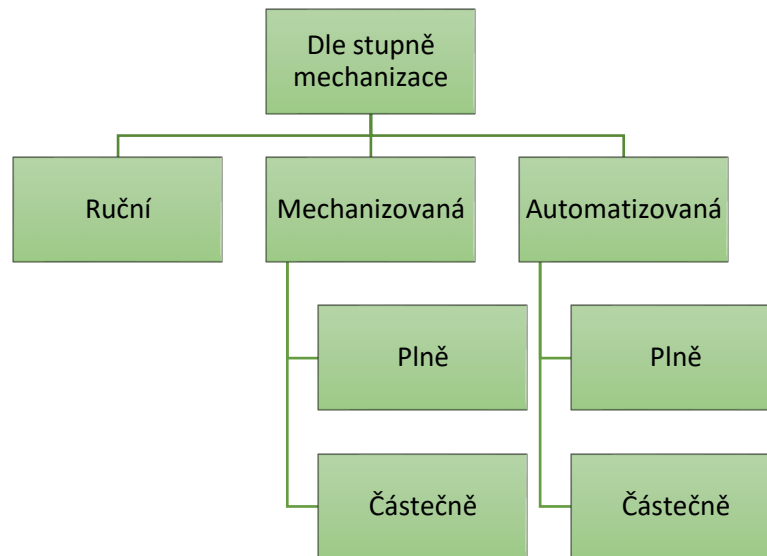 Dle stupně
mechanizace
Ruční
Mechanizovaná
Automatizovaná
Plně
Plně
Částečně
Částečně